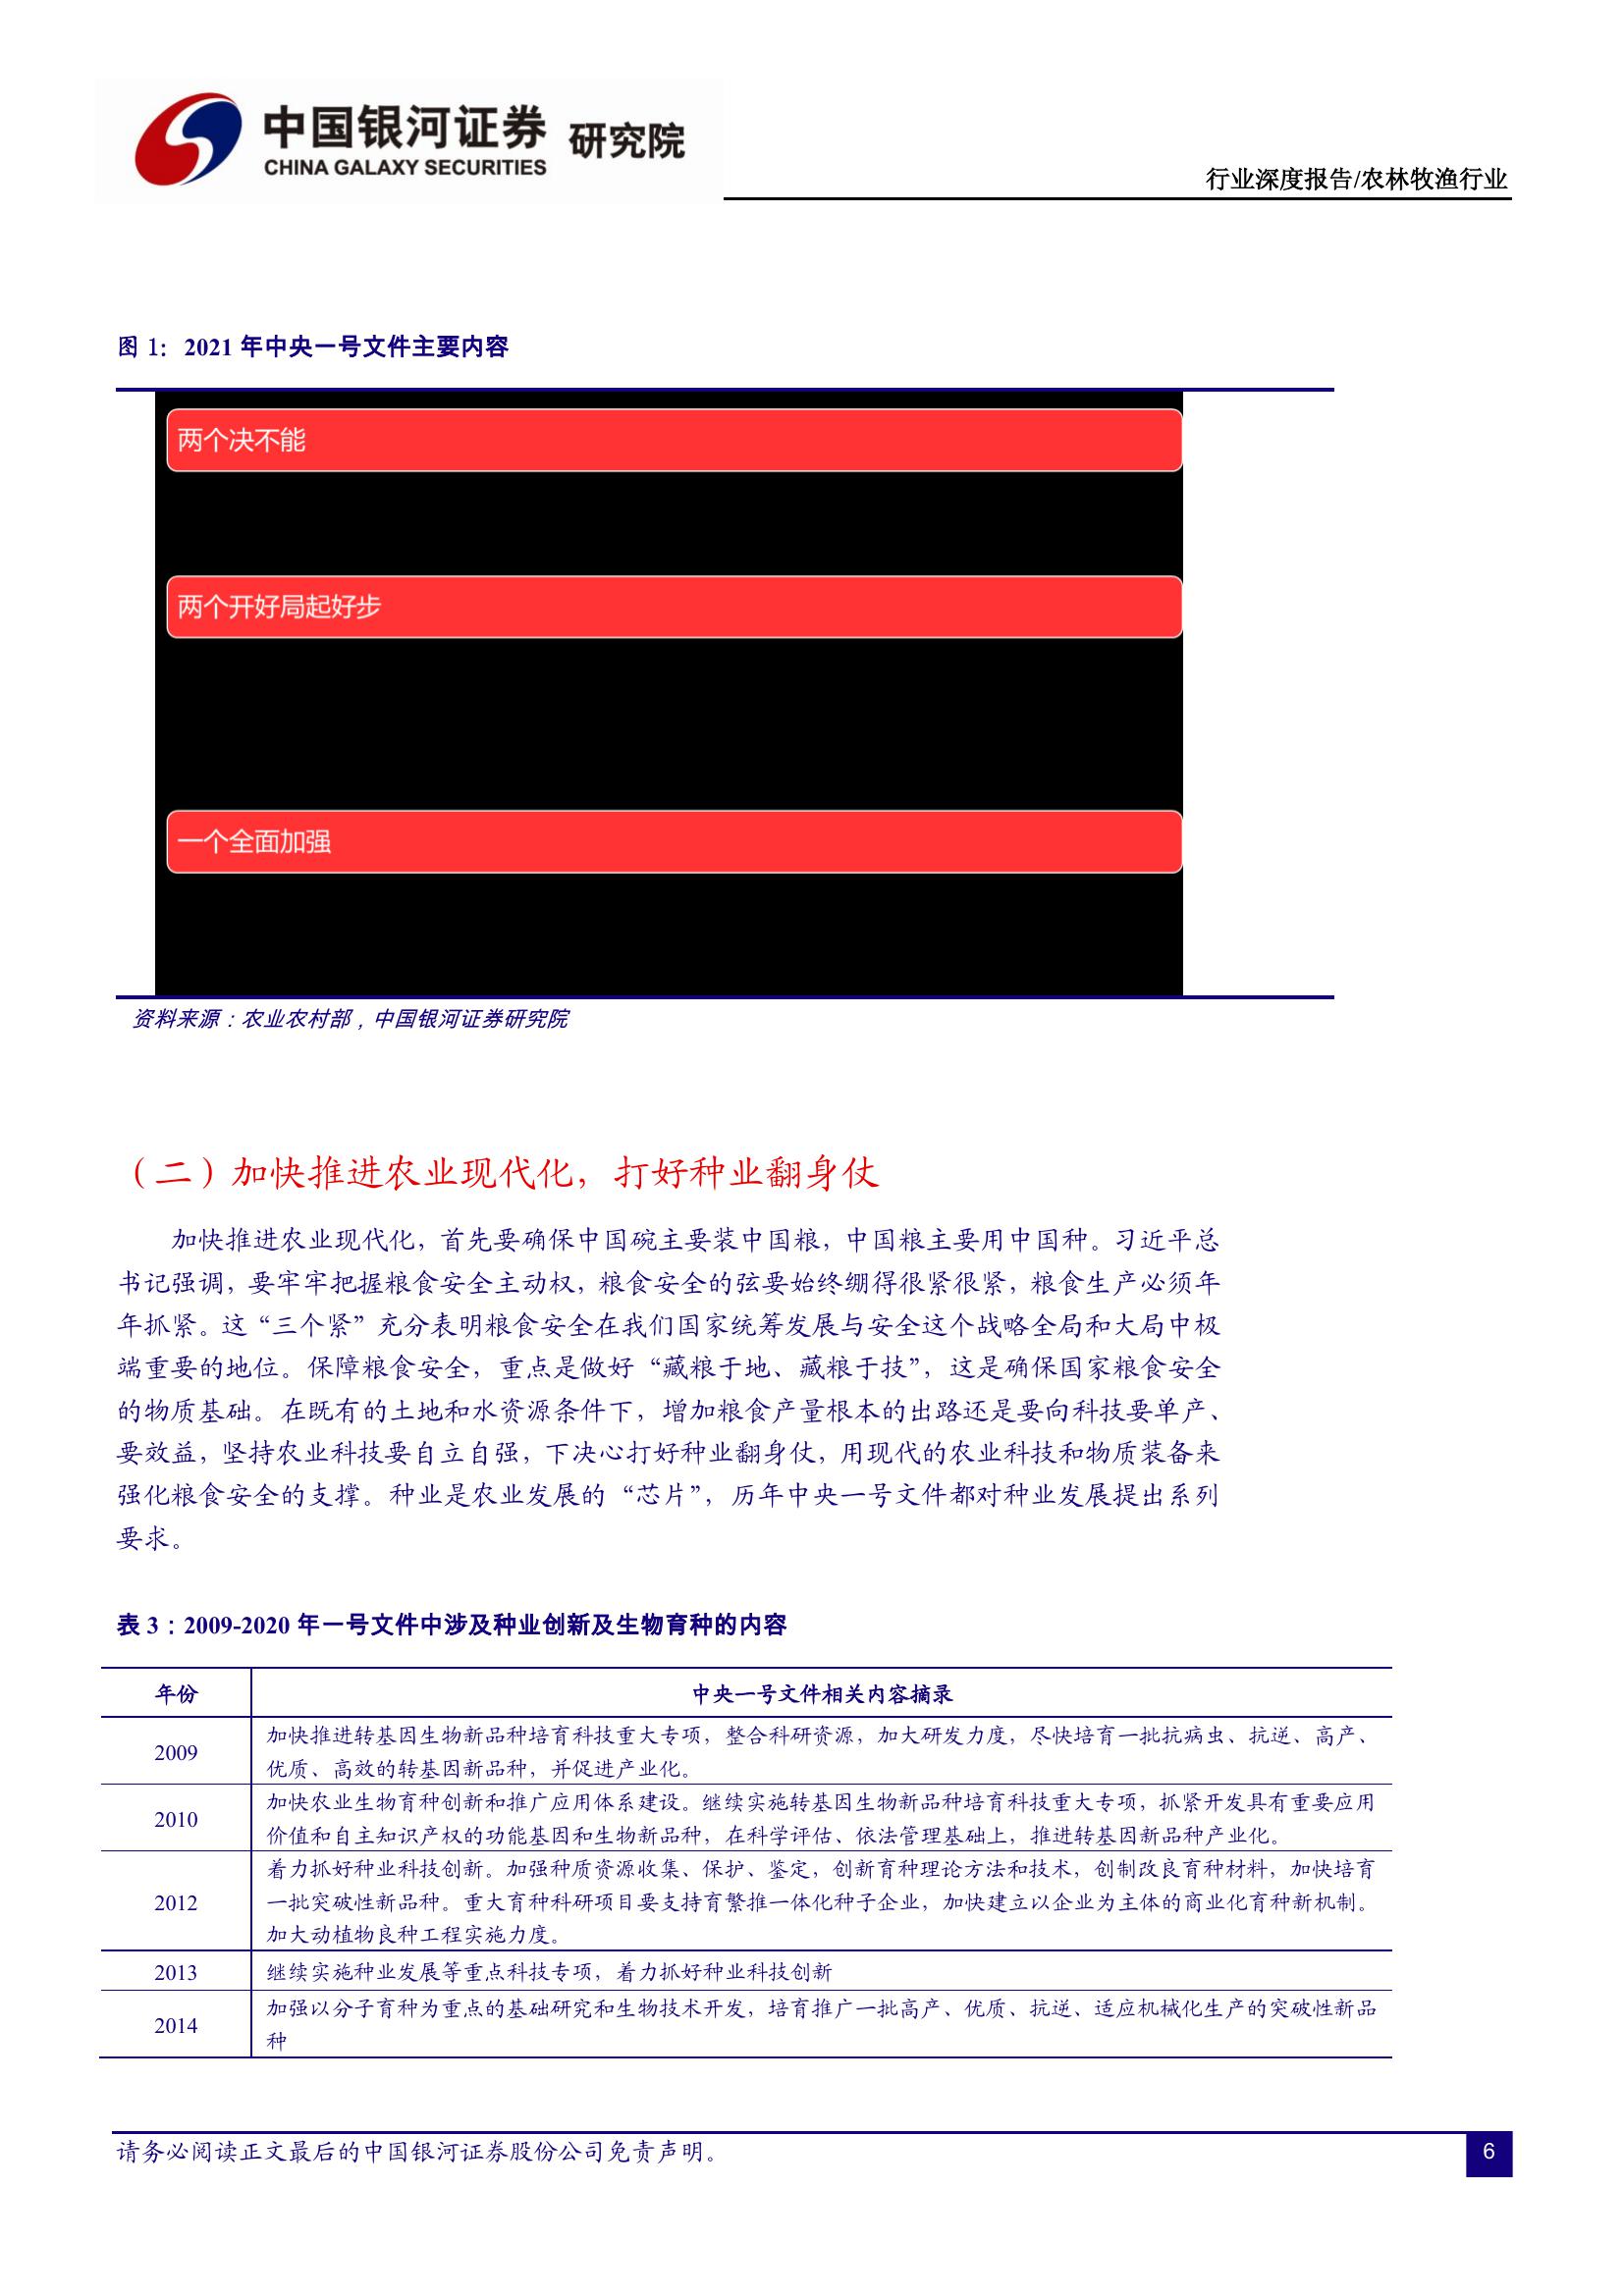 中国银河证券 研究院
CHINA GALAXY SECURITIES
行业深度报告/农林牧渔行业
图 1: 2021 年中央一号文件主要内容
两个决不能
两个开好局起好步
一个全面加强
资料来源：农业农村部，中国银河证券研究院
（二）加快推进农业现代化，打好种业翻身仗
加快推进农业现代化，首先要确保中国碗主要装中国粮，中国粮主要用中国种。习近平总
书记强调，要牢牢把握粮食安全主动权，粮食安全的弦要始终绷得很紧很紧，粮食生产必须年
年抓紧。这“三个紧”充分表明粮食安全在我们国家统筹发展与安全这个战略全局和大局中极
端重要的地位。保障粮食安全，重点是做好“藏粮于地、藏粮于技”，这是确保国家粮食安全
的物质基础。在既有的土地和水资源条件下，增加粮食产量根本的出路还是要向科技要单产、
要效益，坚持农业科技要自立自强，下决心打好种业翻身仗，用现代的农业科技和物质装备来
强化粮食安全的支撑。种业是农业发展的“芯片”，历年中央一号文件都对种业发展提出系列
要求。
表 3：2009-2020 年一号文件中涉及种业创新及生物育种的内容
年份 中央一号文件相关内容摘录
2009 加快推进转基因生物新品种培育科技重大专项，整合科研资源，加大研发力度，尽快培育一批抗病虫、抗逆、高产、
优质、高效的转基因新品种，并促进产业化。
2010 加快农业生物育种创新和推广应用体系建设。继续实施转基因生物新品种培育科技重大专项，抓紧开发具有重要应用
价值和自主知识产权的功能基因和生物新品种，在科学评估、依法管理基础上，推进转基因新品种产业化。
2012 着力抓好种业科技创新。加强种质资源收集、保护、鉴定，创新育种理论方法和技术，创制改良育种材料，加快培育
一批突破性新品种。重大育种科研项目要支持育繁推一体化种子企业，加快建立以企业为主体的商业化育种新机制。
加大动植物良种工程实施力度。
2013 继续实施种业发展等重点科技专项，着力抓好种业科技创新
2014 加强以分子育种为重点的基础研究和生物技术开发，培育推广一批高产、优质、抗逆、适应机械化生产的突破性新品
种
请务必阅读正文最后的中国银河证券股份公司免责声明。
6